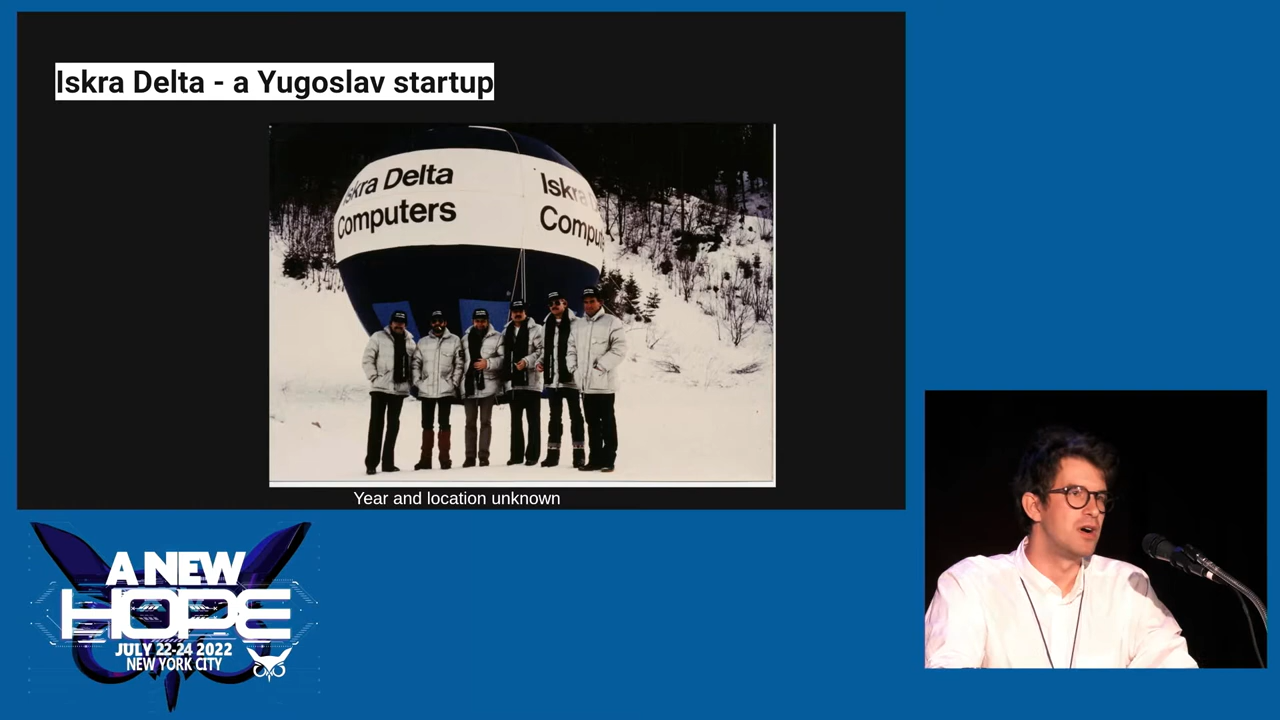 Iskra Delta - a Yugoslav startup
Iskra Delta
Computers
Iskra
Compu
Year and location unknown
A NEW
HOPE
JULY 22-24 2022
NEW YORK CITY